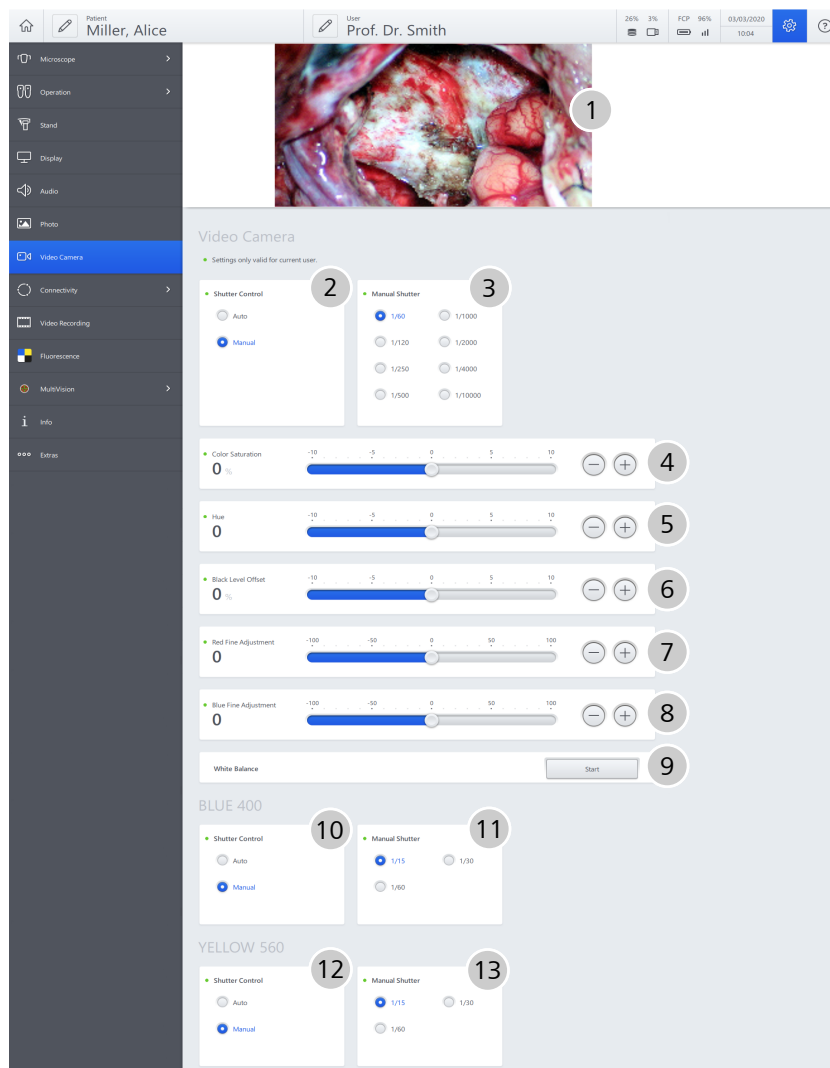 Patient
Miller, Alice
User
Prof. Dr. Smith
26% 3%
FCP 96%
03/03/2020
10:04
?
Microscope
Operation
Stand
Display
Audio
Photo
Video Camera
Connectivity
Video Recording
Fluorescence
MultiVision
i Info
Extras
1
Video Camera
Settings only valid for current user.
Shutter Control
2
Auto
Manual
Manual Shutter
3
1/60 1/1000
1/120 1/2000
1/250 1/4000
1/500 1/10000
Color Saturation
0 %
-10 -5 0 5 10
− +
4
Hue
0
-10 -5 0 5 10
− +
5
Black Level Offset
0 %
-10 -5 0 5 10
− +
6
Red Fine Adjustment
0
-100 -50 0 50 100
− +
7
Blue Fine Adjustment
0
-100 -50 0 50 100
− +
8
White Balance
Start
9
BLUE 400
Shutter Control
10
Auto
Manual
Manual Shutter
11
1/15 1/30
1/60
YELLOW 560
Shutter Control
12
Auto
Manual
Manual Shutter
13
1/15 1/30
1/60